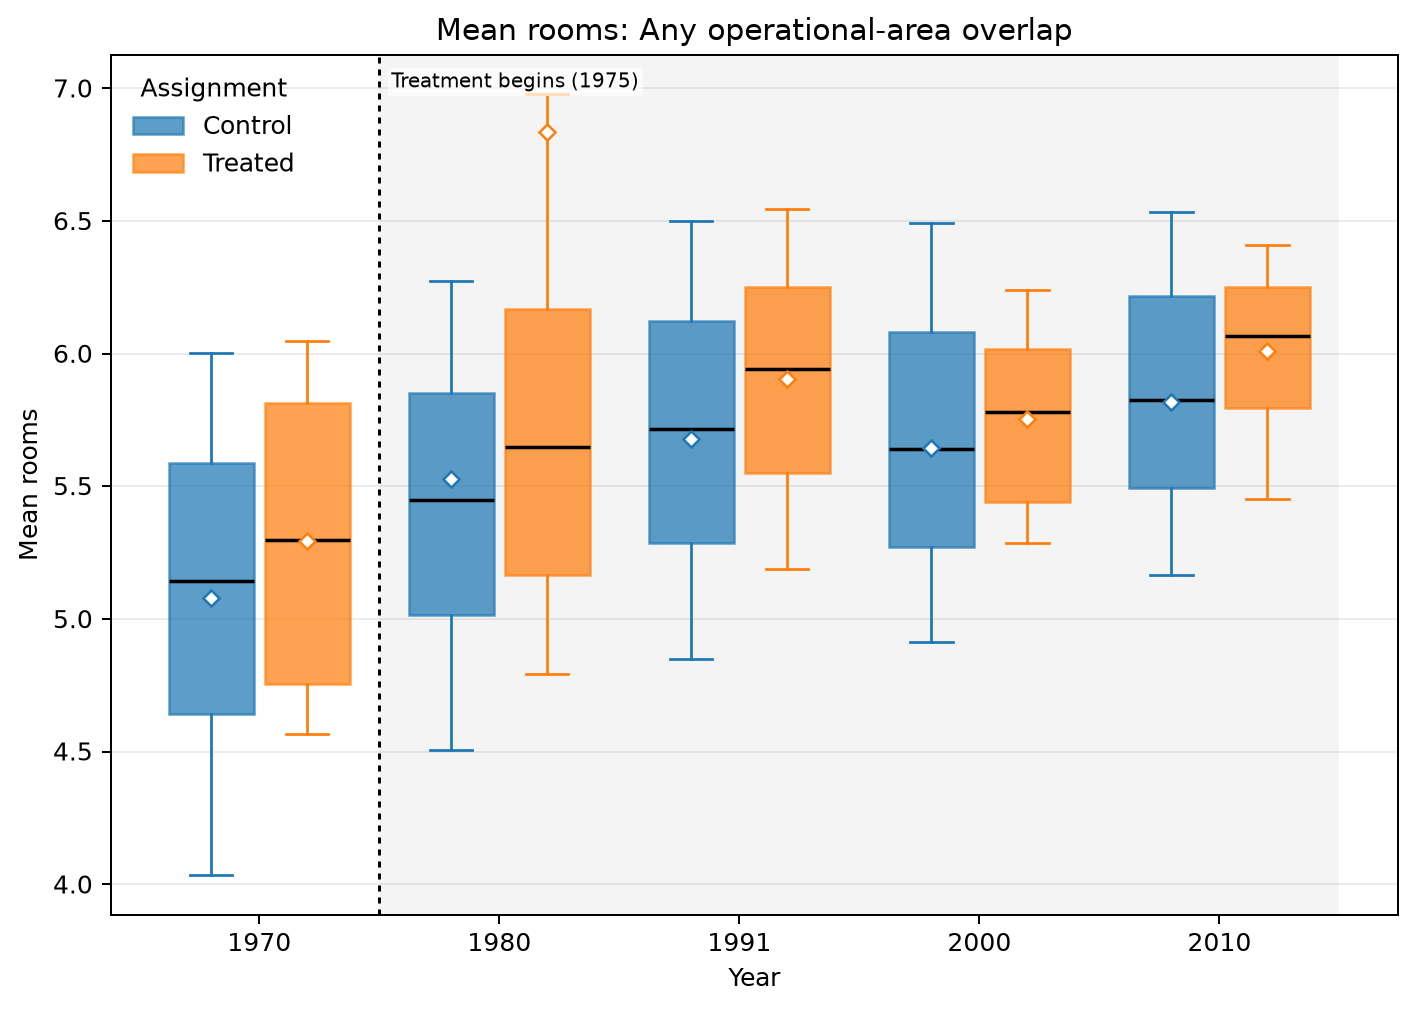 Mean rooms: Any operational-area overlap
Treatment begins (1975)
Assignment
Control
Treated
Mean rooms
7.0
6.5
6.0
5.5
5.0
4.5
4.0
1970 1980 1991 2000 2010
Year